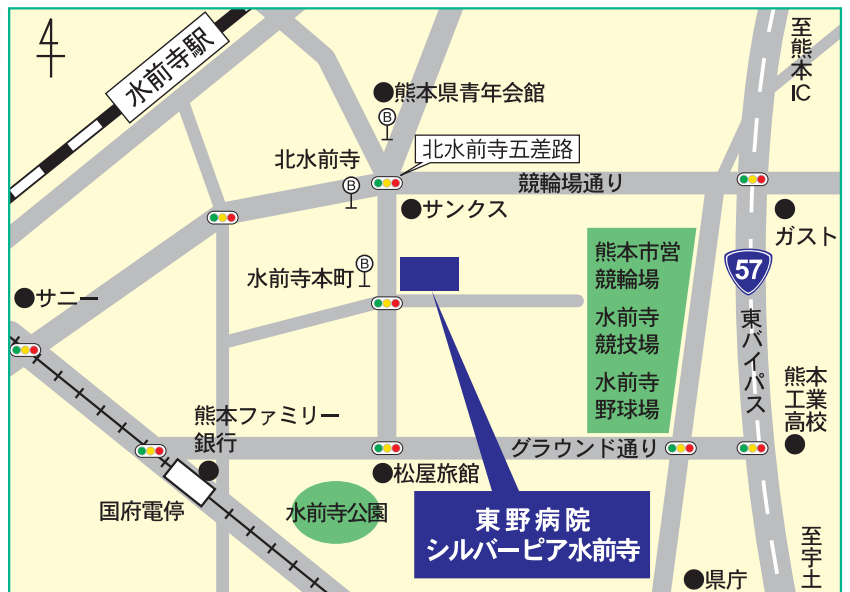 水前寺駅
至熊本IC
Ⓑ
熊本県青年会館
北水前寺
北水前寺五差路
Ⓑ
競輪場通り
サンクス
ガスト
水前寺本町
Ⓑ
熊本市営
競輪場
水前寺
競技場
水前寺
野球場
57
東バイパス
サニー
熊本
工業
高校
熊本ファミリー
銀行
グラウンド通り
松屋旅館
国府電停
水前寺公園
東野病院
シルバーピア水前寺
至宇土
県庁